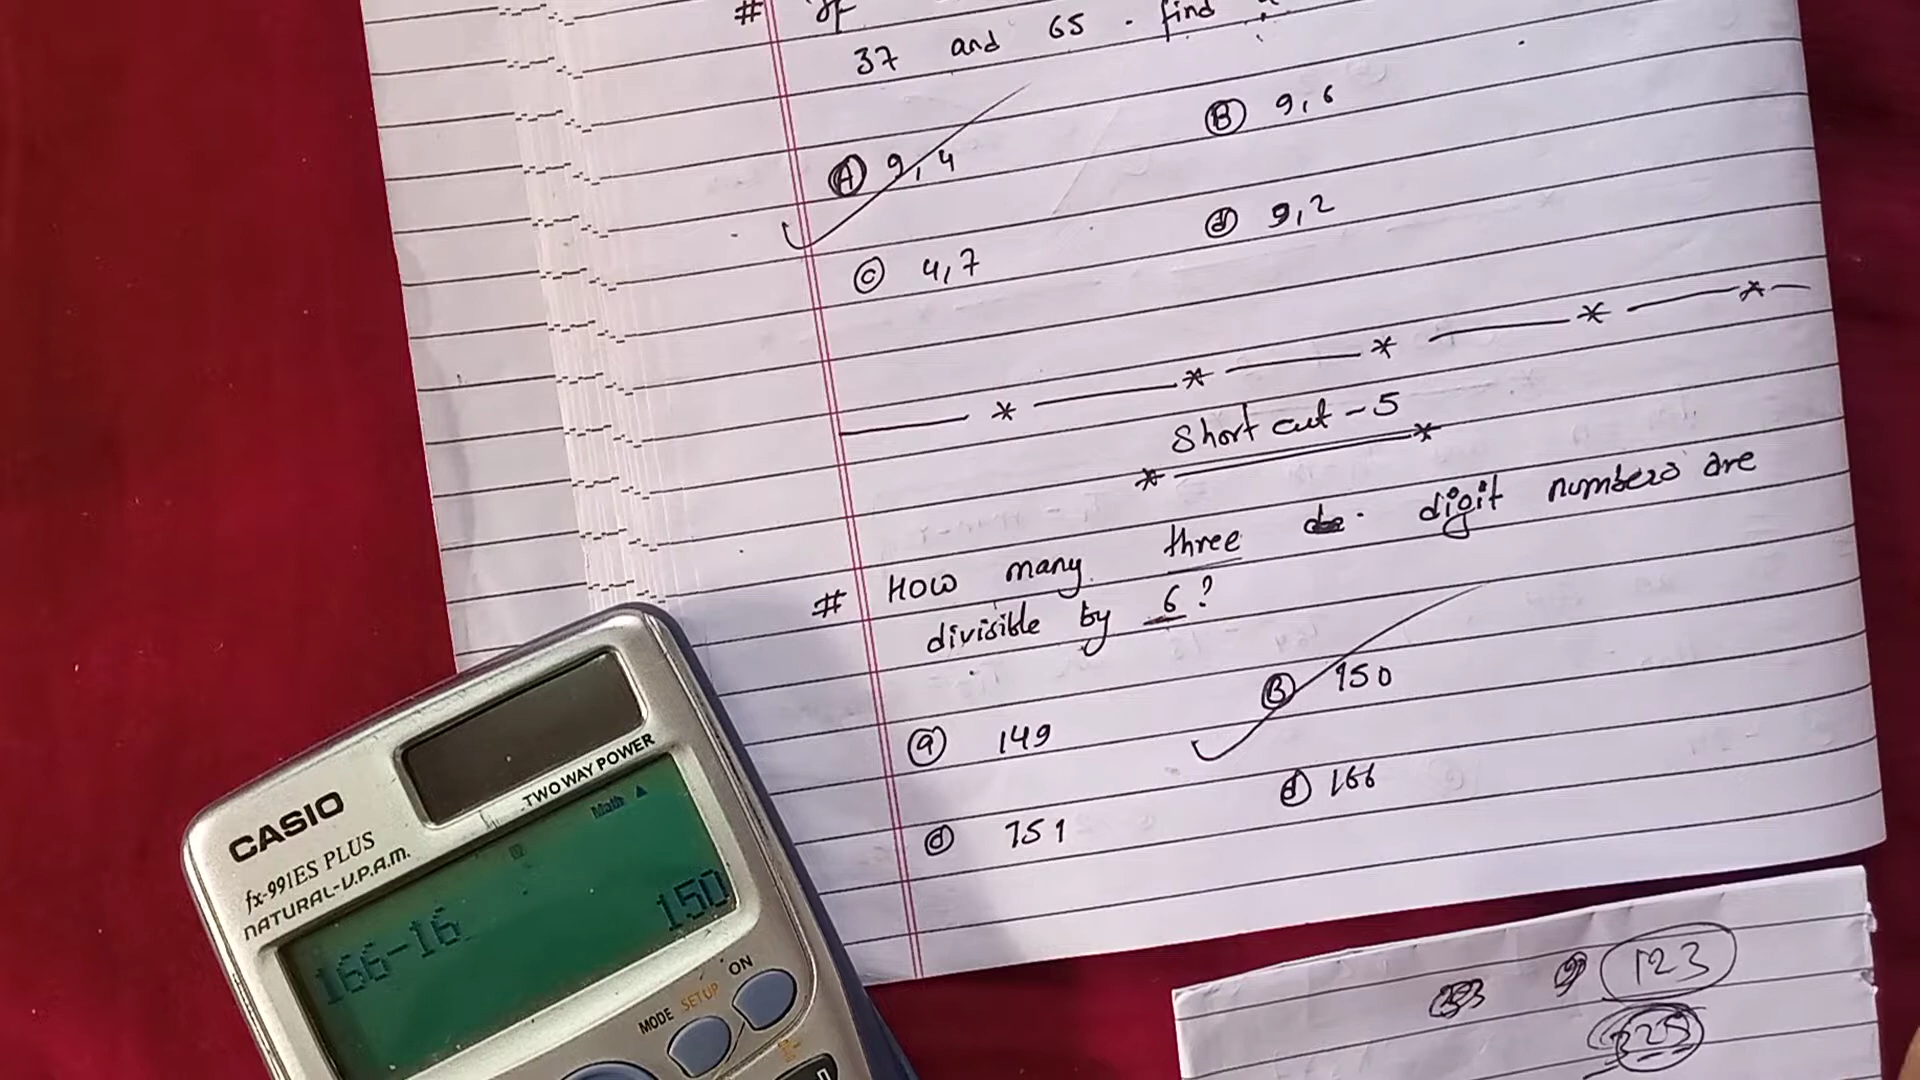 # If
37 and 65 . find
(A) 9, 4
(B) 9, 6
(C) 4, 7
(d) 9, 2
Short cut - 5
# How many three digit numbers are
divisible by 6?
(a) 149
(B) 150
(d) 151
(d) 166
CASIO
fx-991ES PLUS
NATURAL-V.P.A.M.
TWO WAY POWER
Math ▲
166-16
150
MODE SETUP ON
123